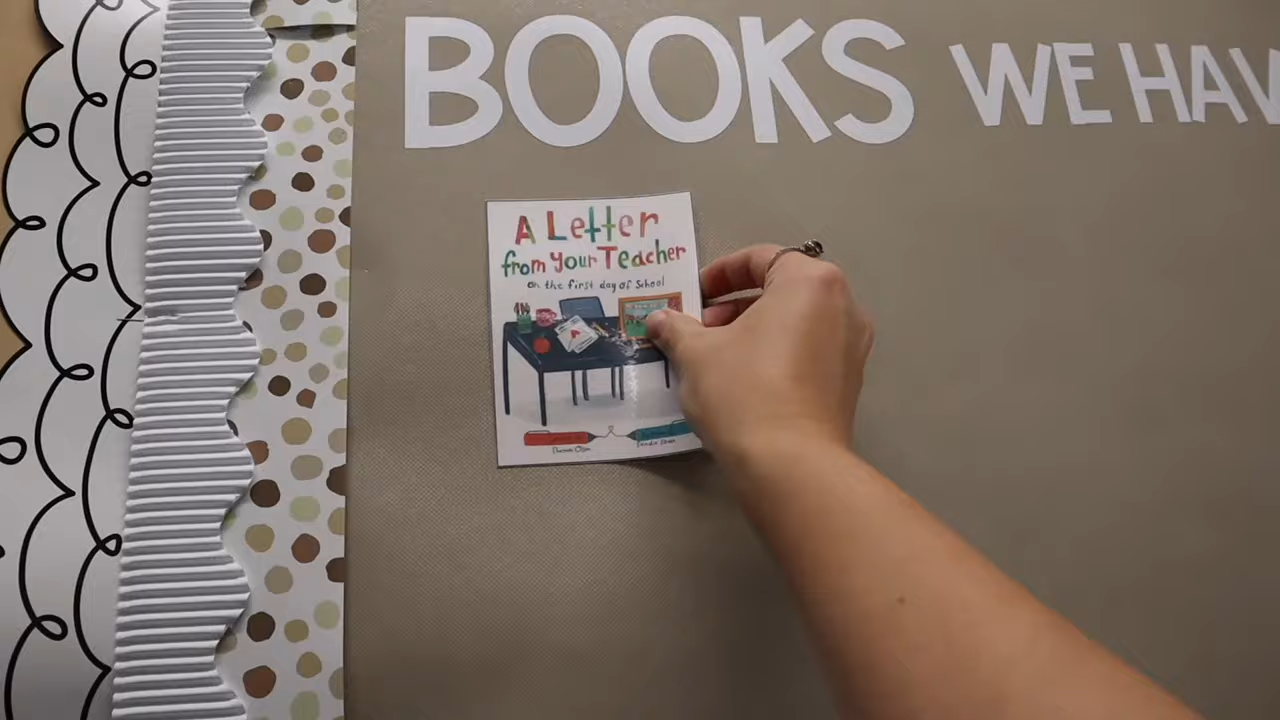 BOOKS WE HAV
A Letter
from your Teacher
on the first day of School